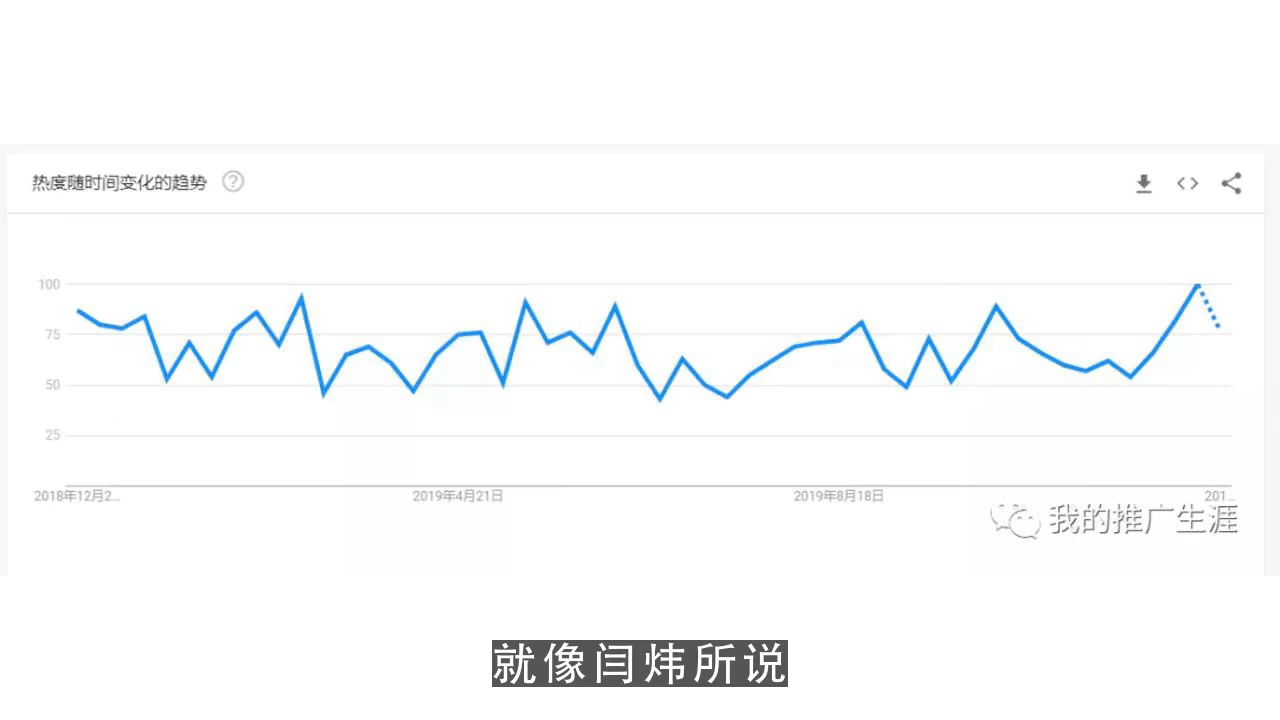 热度随时间变化的趋势
100
75
50
25
2018年12月2...
2019年4月21日
2019年8月18日
201...
我的推广生涯
就像闫炜所说